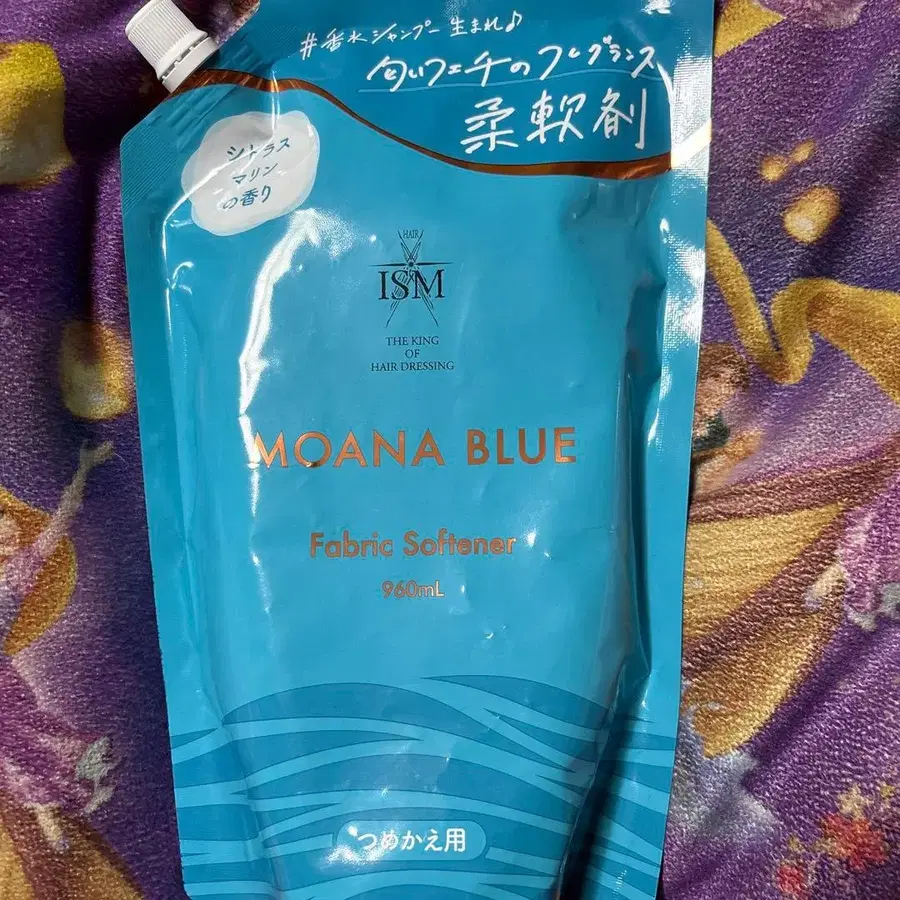 #香水シャンプー生まれ♪
匂いフェチのフレグランス
柔軟剤
シトラス
マリン
の香り
HAIR
ISM
THE KING
OF
HAIR DRESSING
MOANA BLUE
Fabric Softener
960mL
つめかえ用